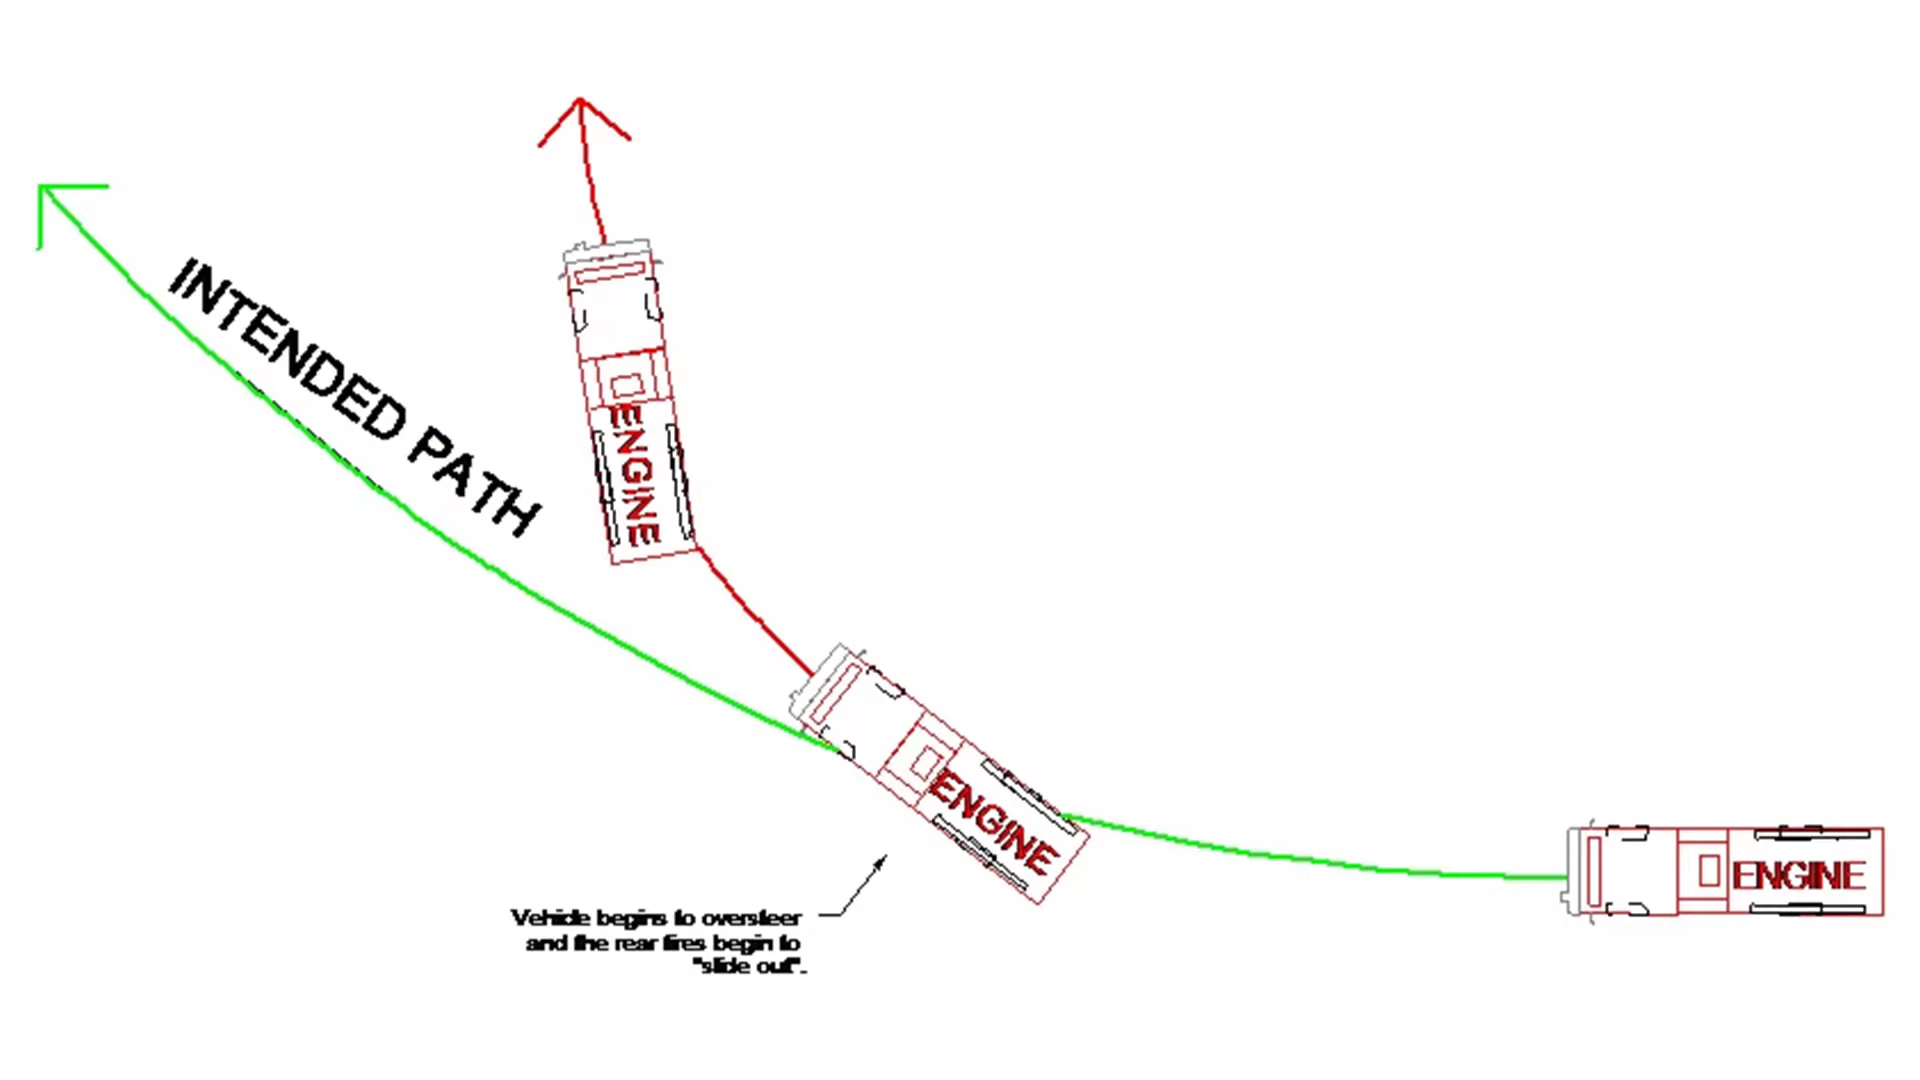 INTENDED PATH
ENGINE
ENGINE
ENGINE
Vehicle begins to oversteer
and the rear tires begin to
"slide out".